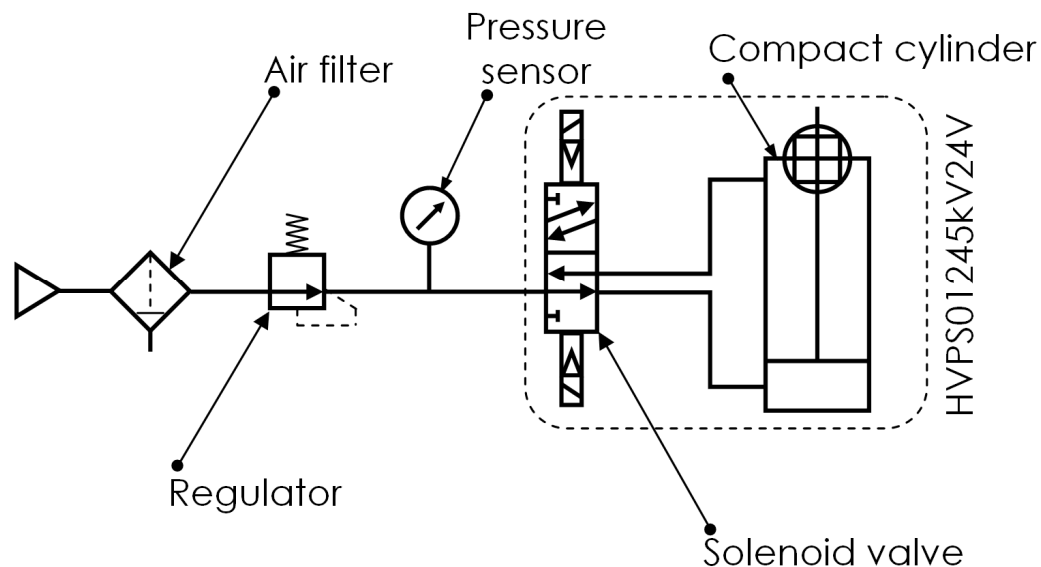 Pressure
sensor
Compact cylinder
Air filter
HVPS01245kV24V
Regulator
Solenoid valve